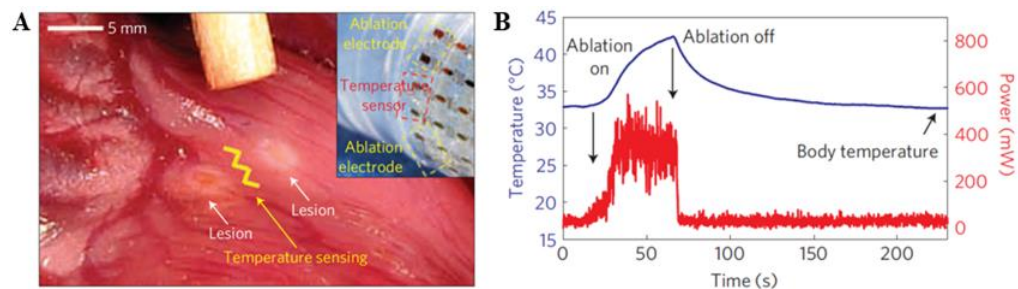 A
5 mm
Ablation
electrode
Temperature
sensor
Ablation
electrode
Lesion
Lesion
Temperature sensing
B
Temperature (°C)
45
40
35
30
25
20
15
Ablation
on
Ablation off
Body temperature
800
600
400
200
0
Power (mW)
0
50
100
150
200
Time (s)